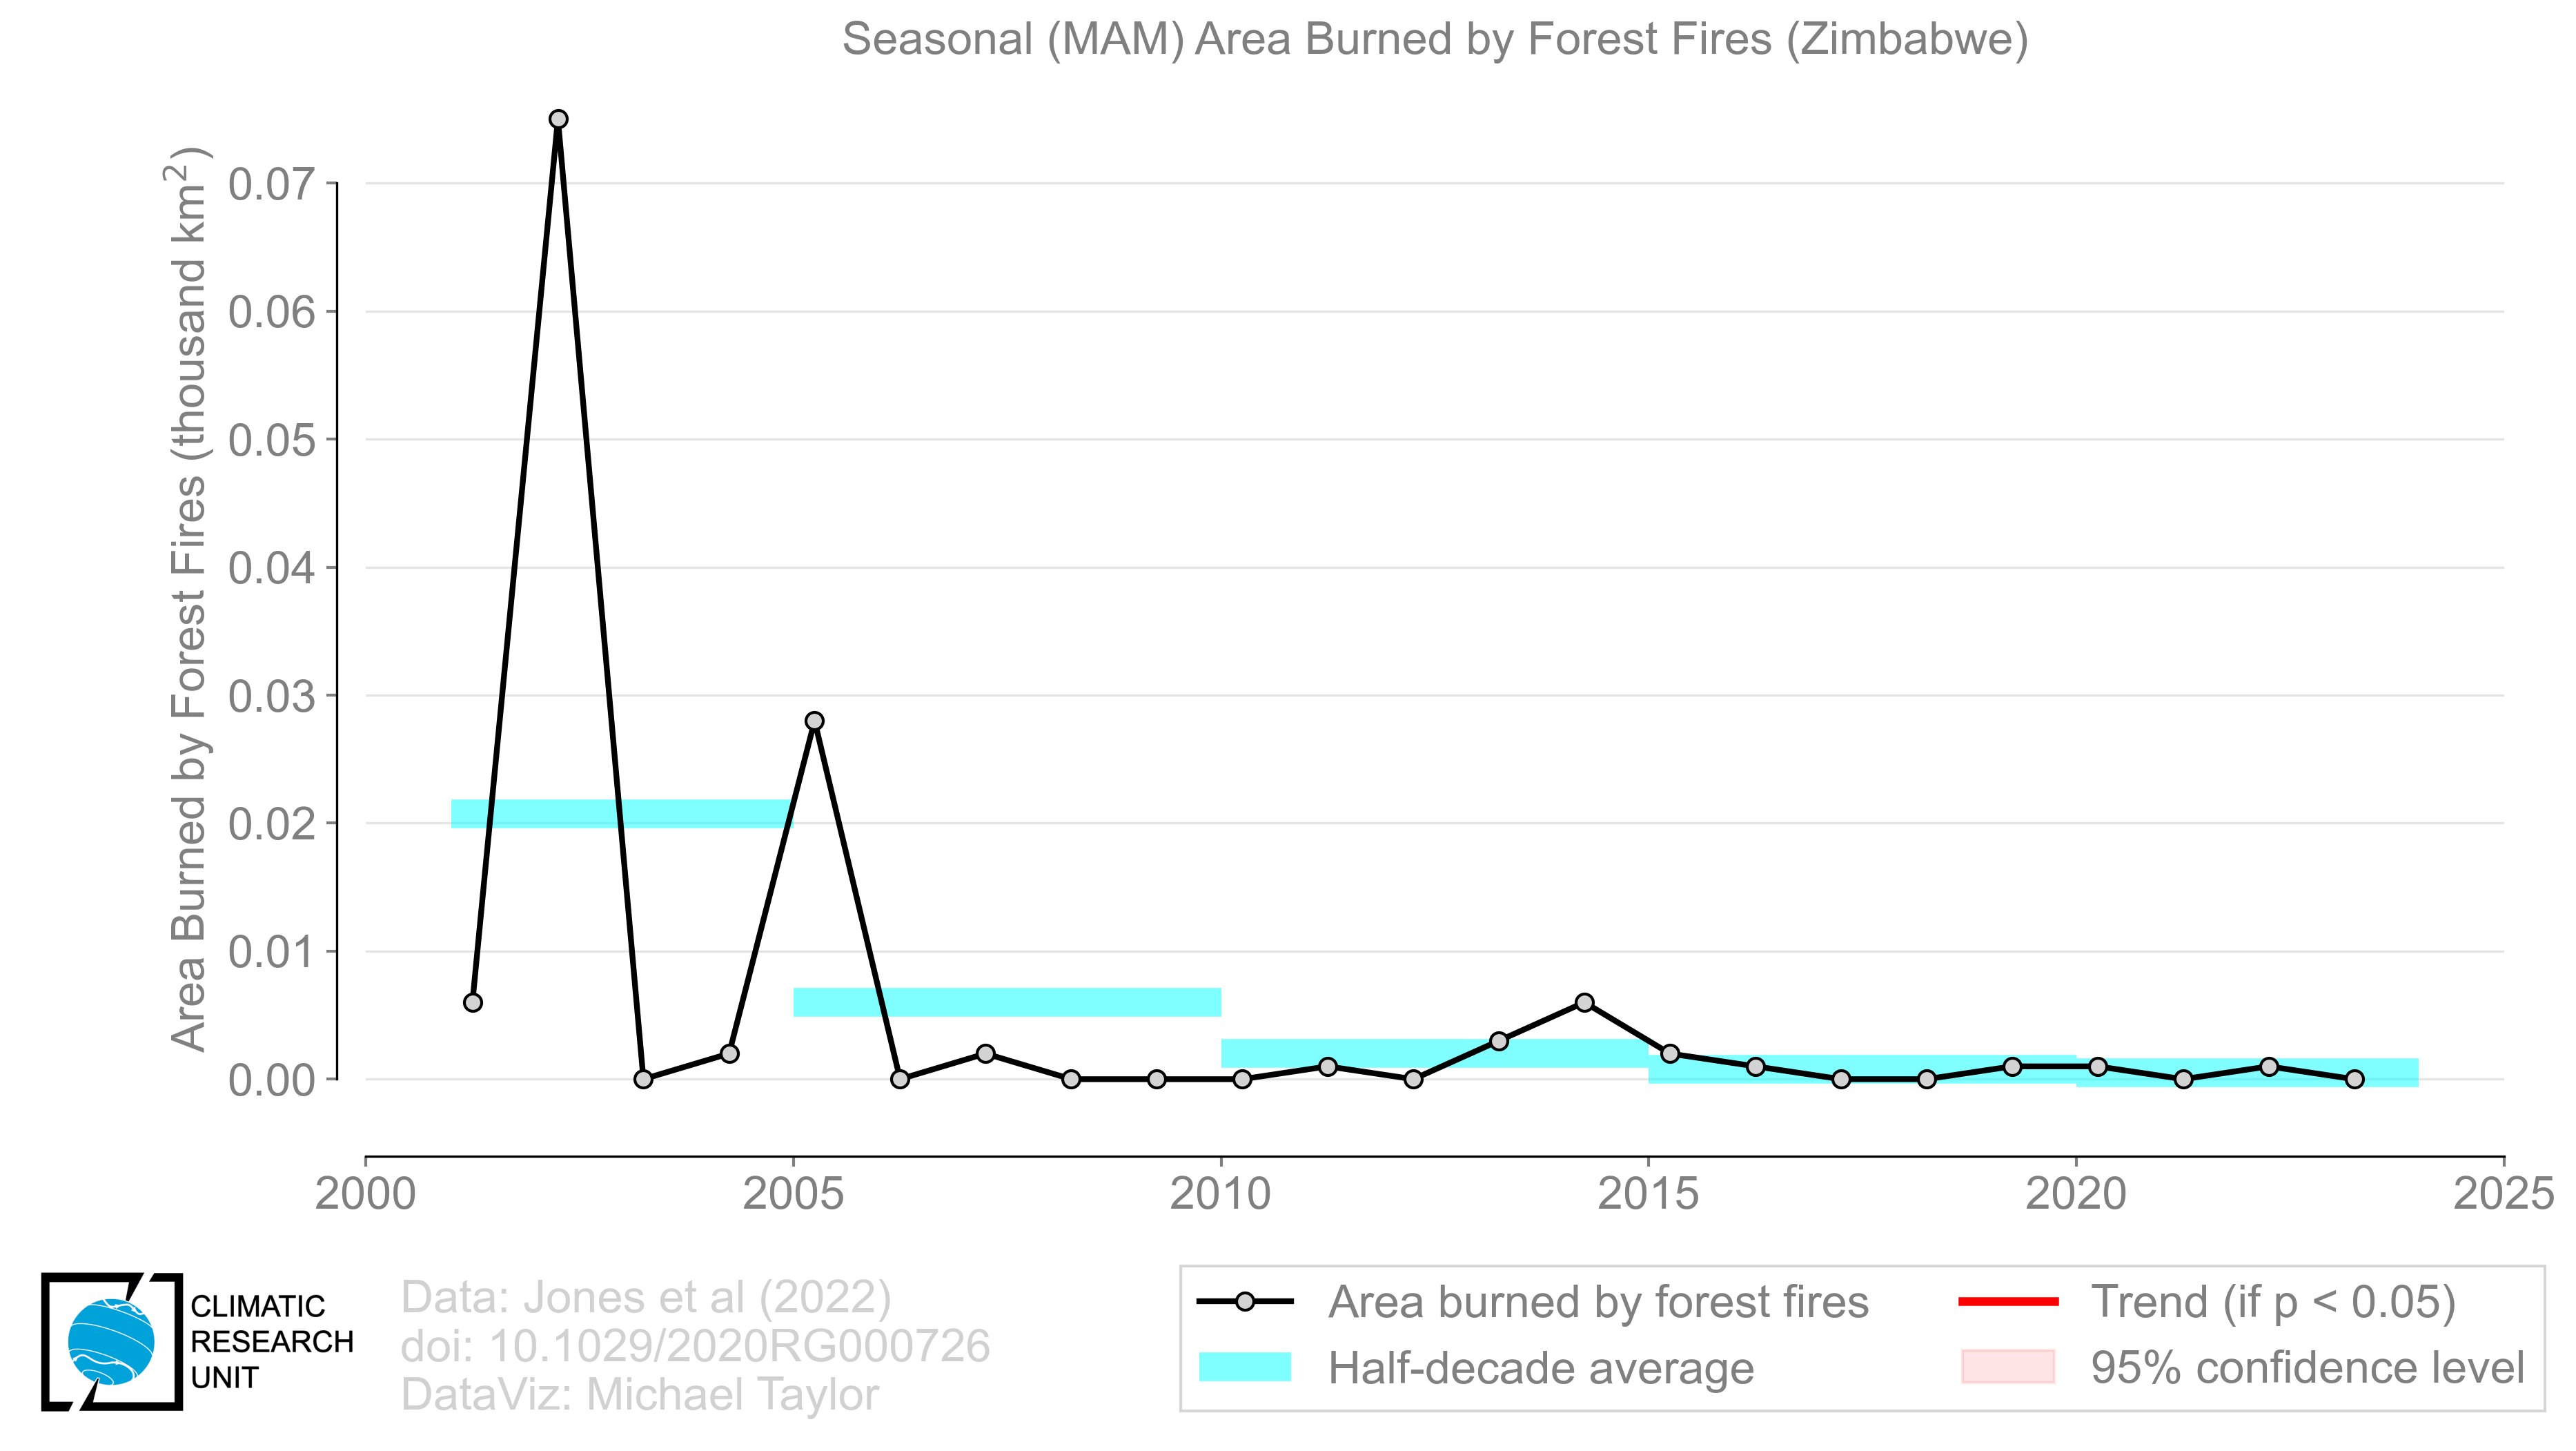 Seasonal (MAM) Area Burned by Forest Fires (Zimbabwe)
Area Burned by Forest Fires (thousand km²)
0.07
0.06
0.05
0.04
0.03
0.02
0.01
0.00
2000 2005 2010 2015 2020 2025
CLIMATIC
RESEARCH
UNIT
Data: Jones et al (2022)
doi: 10.1029/2020RG000726
DataViz: Michael Taylor
Area burned by forest fires
Half-decade average
Trend (if p < 0.05)
95% confidence level